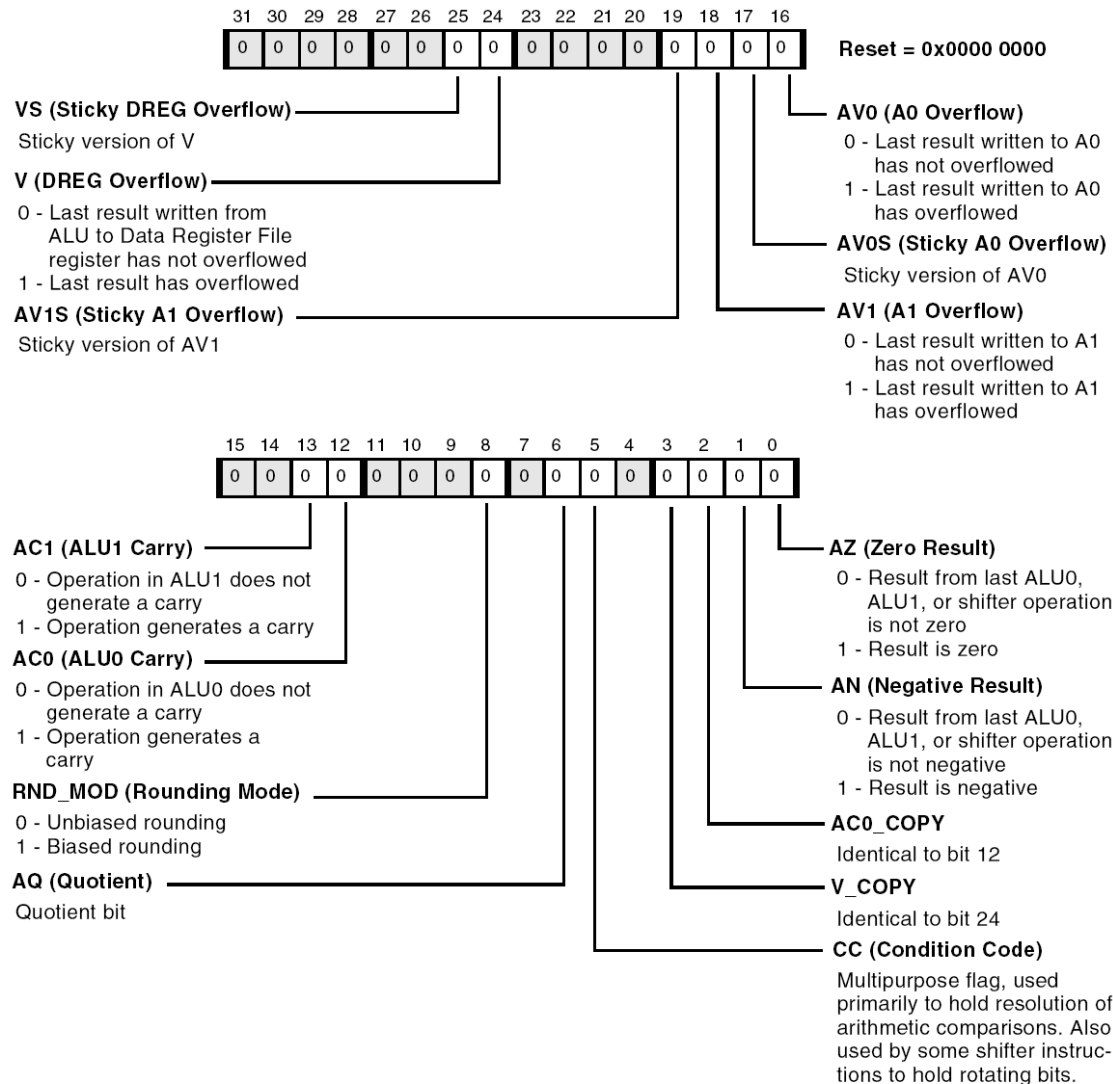 31 30 29 28 27 26 25 24 23 22 21 20 19 18 17 16
0 0 0 0 0 0 0 0 0 0 0 0 0 0 0 0
Reset = 0x0000 0000
VS (Sticky DREG Overflow)
Sticky version of V
V (DREG Overflow)
0 - Last result written from
ALU to Data Register File
register has not overflowed
1 - Last result has overflowed
AV1S (Sticky A1 Overflow)
Sticky version of AV1
AV0 (A0 Overflow)
0 - Last result written to A0
has not overflowed
1 - Last result written to A0
has overflowed
AV0S (Sticky A0 Overflow)
Sticky version of AV0
AV1 (A1 Overflow)
0 - Last result written to A1
has not overflowed
1 - Last result written to A1
has overflowed
15 14 13 12 11 10 9 8 7 6 5 4 3 2 1 0
0 0 0 0 0 0 0 0 0 0 0 0 0 0 0 0
AC1 (ALU1 Carry)
0 - Operation in ALU1 does not
generate a carry
1 - Operation generates a carry
AC0 (ALU0 Carry)
0 - Operation in ALU0 does not
generate a carry
1 - Operation generates a
carry
RND_MOD (Rounding Mode)
0 - Unbiased rounding
1 - Biased rounding
AQ (Quotient)
Quotient bit
AZ (Zero Result)
0 - Result from last ALU0,
ALU1, or shifter operation
is not zero
1 - Result is zero
AN (Negative Result)
0 - Result from last ALU0,
ALU1, or shifter operation
is not negative
1 - Result is negative
AC0_COPY
Identical to bit 12
V_COPY
Identical to bit 24
CC (Condition Code)
Multipurpose flag, used
primarily to hold resolution of
arithmetic comparisons. Also
used by some shifter instruc-
tions to hold rotating bits.